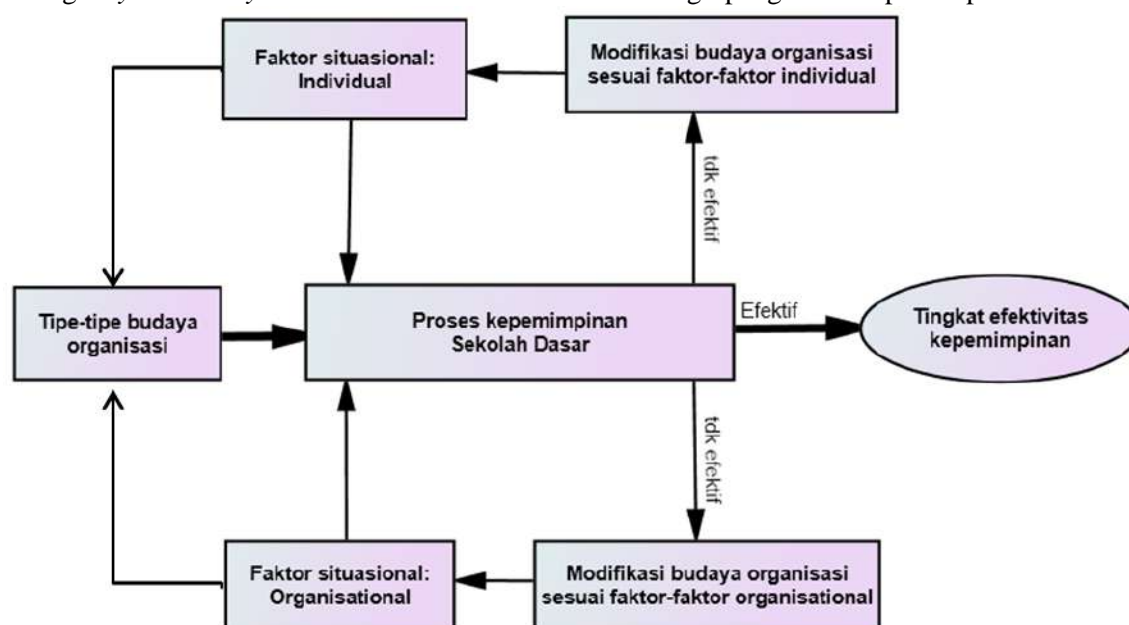 Faktor situasional:
Individual
Modifikasi budaya organisasi
sesuai faktor-faktor individual
tdk efektif
Tipe-tipe budaya
organisasi
Proses kepemimpinan
Sekolah Dasar
Efektif
Tingkat efektivitas
kepemimpinan
tdk efektif
Faktor situasional:
Organisational
Modifikasi budaya organisasi
sesuai faktor-faktor organisational